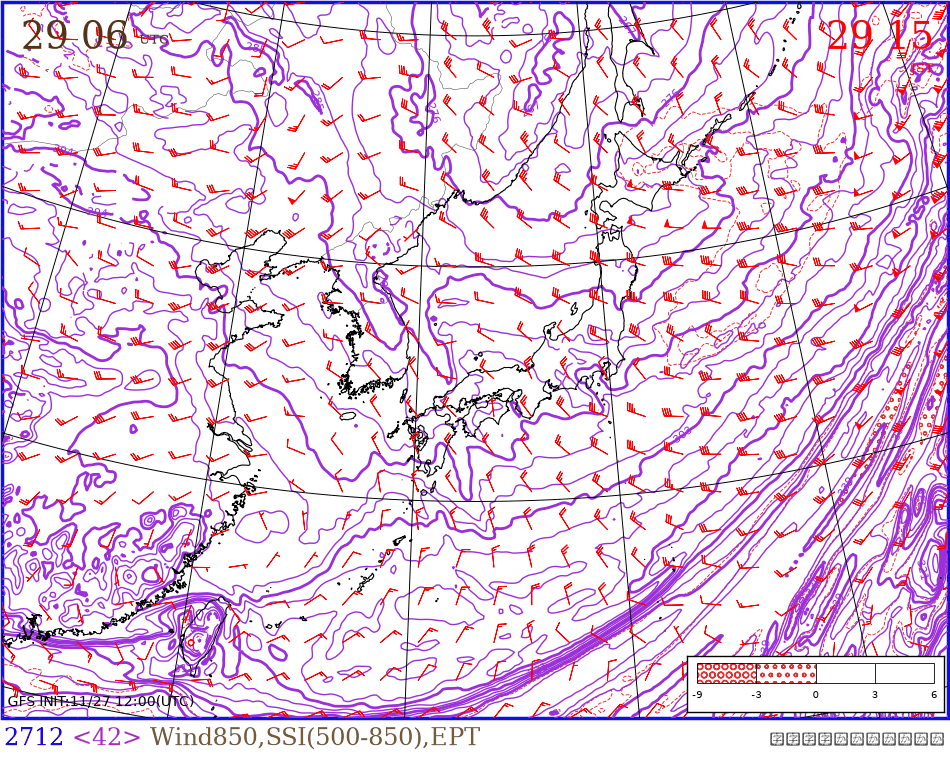 29 06 UTC
29 15
-9 -3 0 3 6
GFS INIT:11/27 12:00(UTC)
2712 <42> Wind850,SSI(500-850),EPT